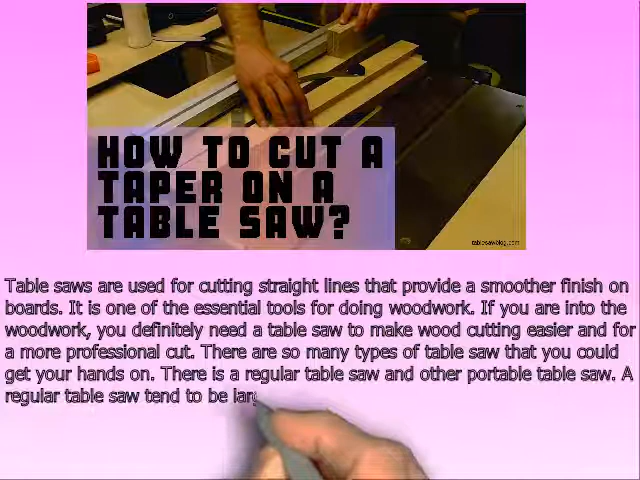 HOW TO CUT A
TAPER ON A
TABLE SAW?
tablesawblog.com
Table saws are used for cutting straight lines that provide a smoother finish on
boards. It is one of the essential tools for doing woodwork. If you are into the
woodwork, you definitely need a table saw to make wood cutting easier and for
a more professional cut. There are so many types of table saw that you could
get your hands on. There is a regular table saw and other portable table saw. A
regular table saw tend to be larg